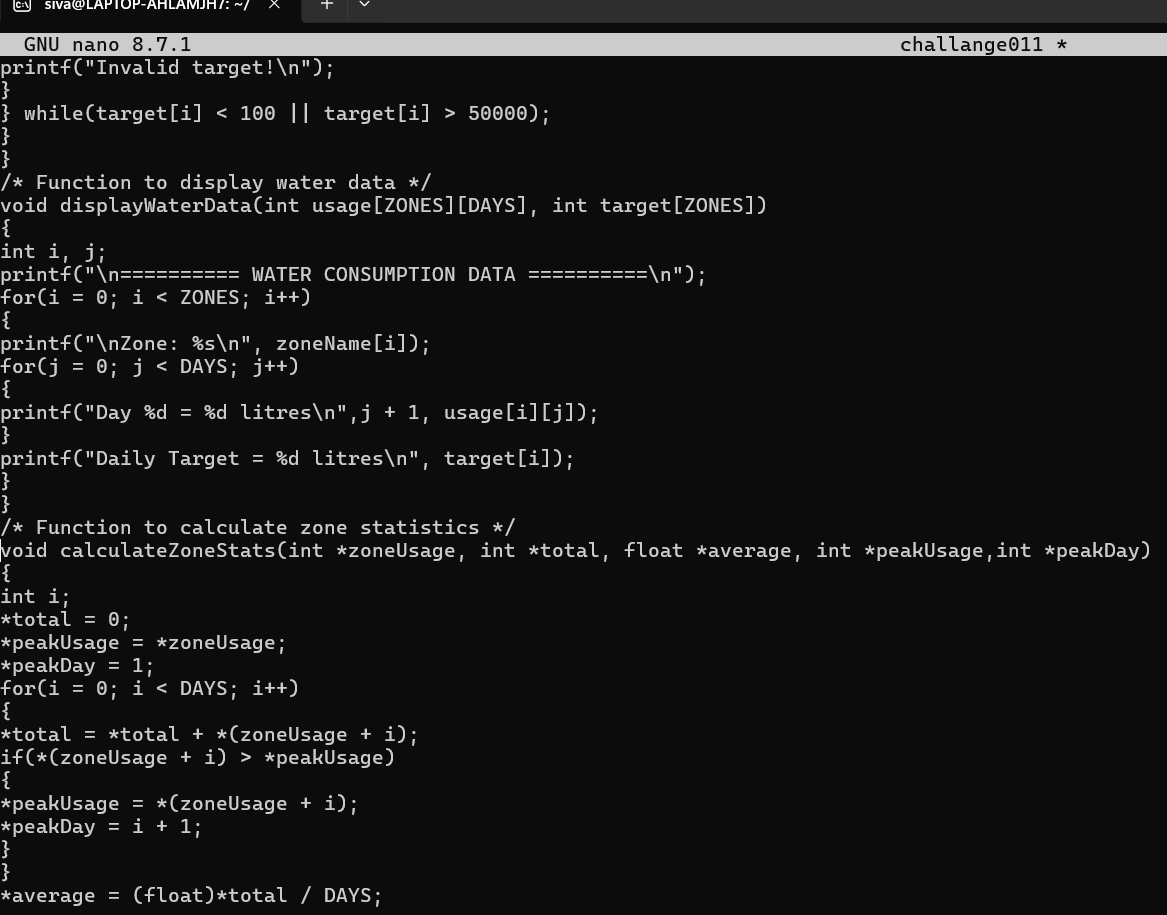 siva@LAPTOP-AHLAMJH7: ~/
GNU nano 8.7.1 challange011 *
printf("Invalid target!\n");
}
} while(target[i] < 100 || target[i] > 50000);
}
}
/* Function to display water data */
void displayWaterData(int usage[ZONES][DAYS], int target[ZONES])
{
int i, j;
printf("\n========== WATER CONSUMPTION DATA ==========\n");
for(i = 0; i < ZONES; i++)
{
printf("\nZone: %s\n", zoneName[i]);
for(j = 0; j < DAYS; j++)
{
printf("Day %d = %d litres\n",j + 1, usage[i][j]);
}
printf("Daily Target = %d litres\n", target[i]);
}
}
/* Function to calculate zone statistics */
void calculateZoneStats(int *zoneUsage, int *total, float *average, int *peakUsage,int *peakDay)
{
int i;
*total = 0;
*peakUsage = *zoneUsage;
*peakDay = 1;
for(i = 0; i < DAYS; i++)
{
*total = *total + *(zoneUsage + i);
if(*(zoneUsage + i) > *peakUsage)
{
*peakUsage = *(zoneUsage + i);
*peakDay = i + 1;
}
}
*average = (float)*total / DAYS;